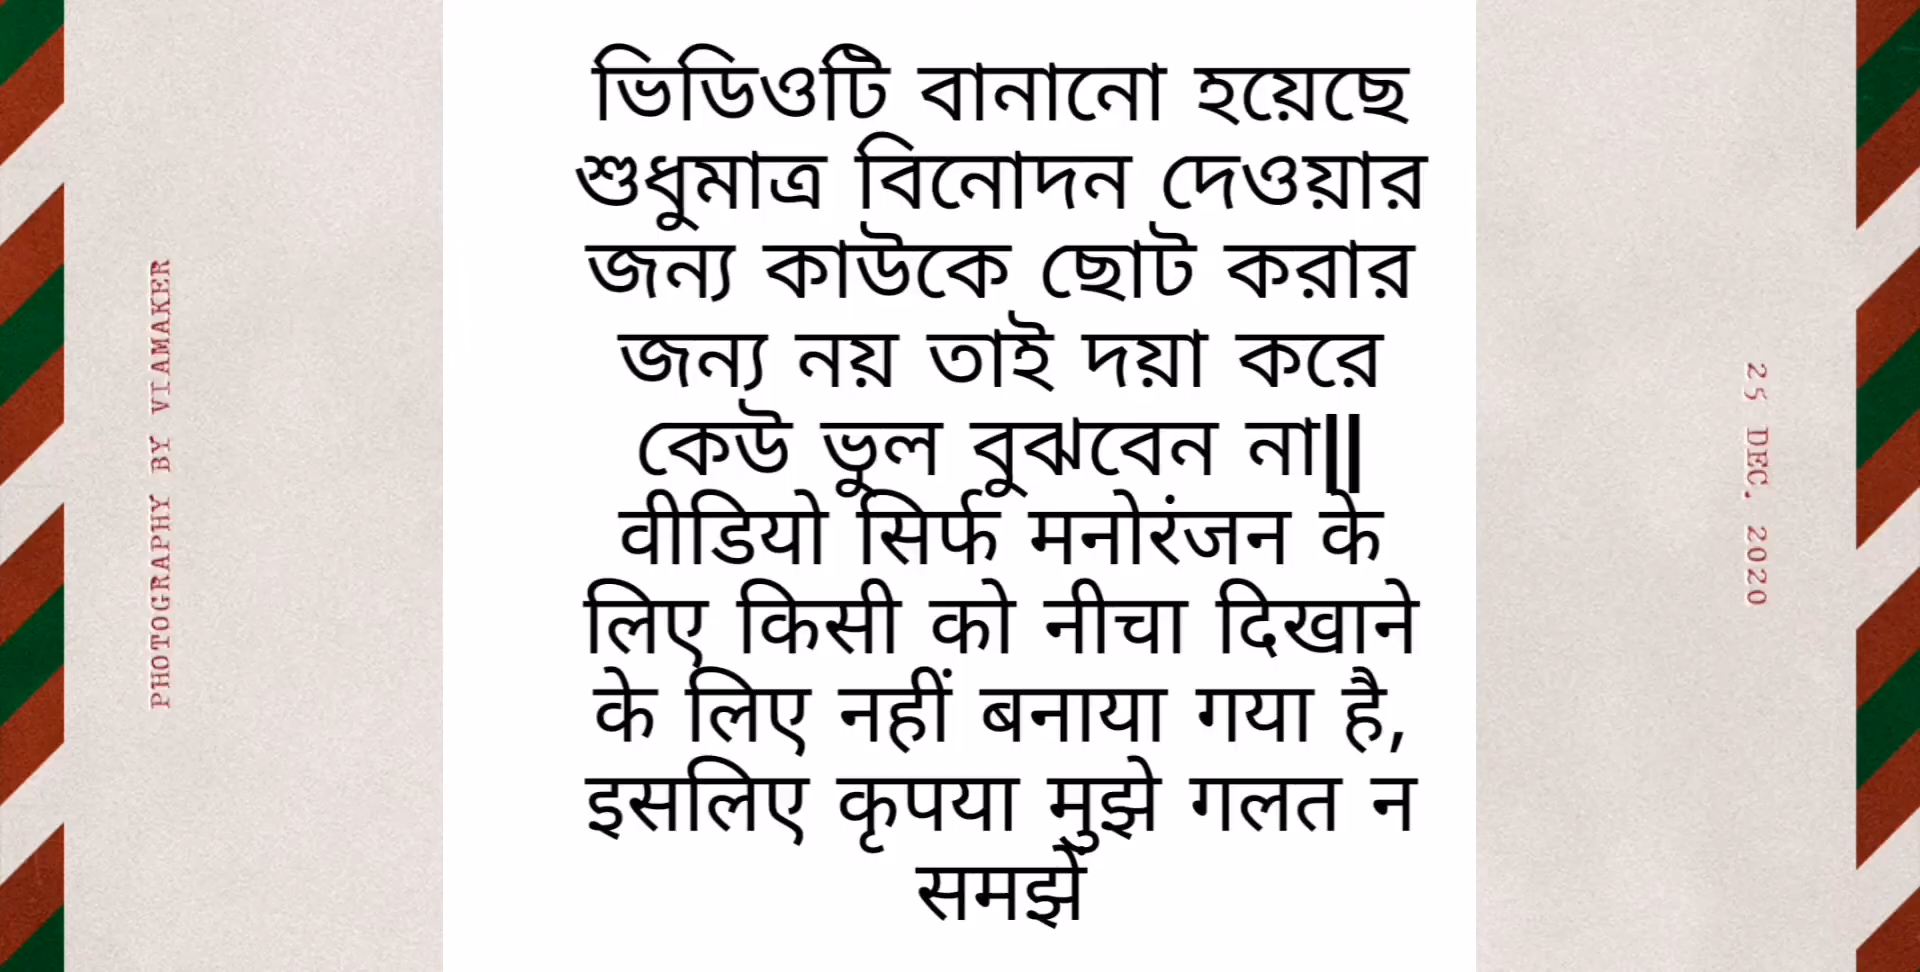 ভিডিওটি বানানো হয়েছে
শুধুমাত্র বিনোদন দেওয়ার
জন্য কাউকে ছোট করার
জন্য নয় তাই দয়া করে
কেউ ভুল বুঝবেন না||
वीडियो सिर्फ मनोरंजन के
लिए किसी को नीचा दिखाने
के लिए नहीं बनाया गया है,
इसलिए कृपया मुझे गलत न
समझें
PHOTOGRAPHY BY VIAMAKER
25 DEC. 2020